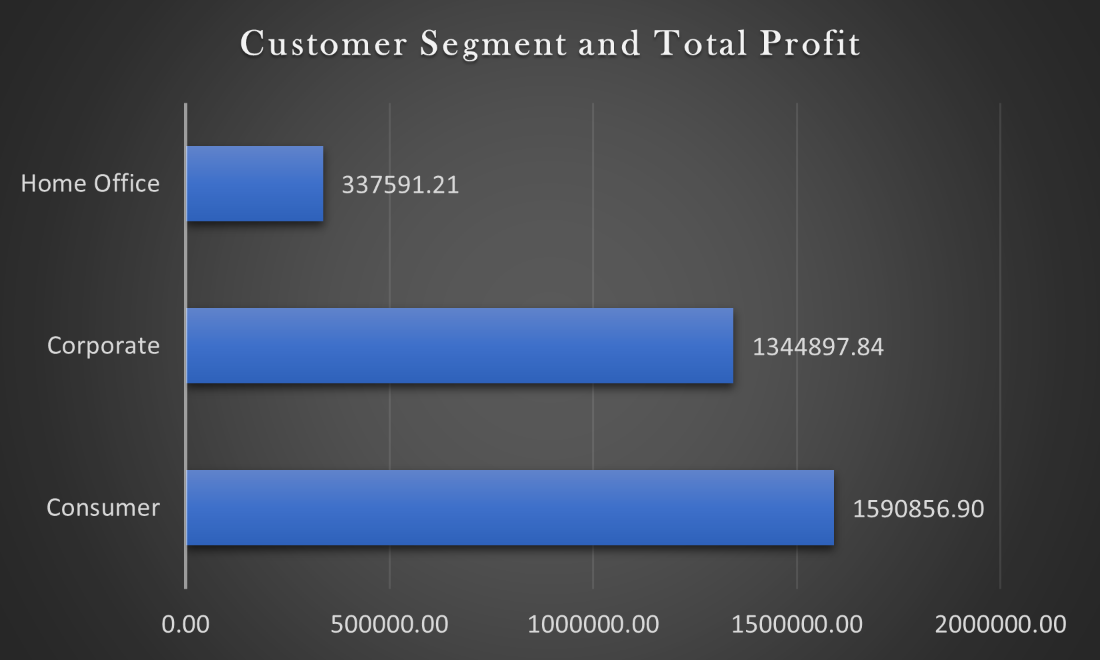 Customer Segment and Total Profit
Home Office
337591.21
Corporate
1344897.84
Consumer
1590856.90
0.00 500000.00 1000000.00 1500000.00 2000000.00